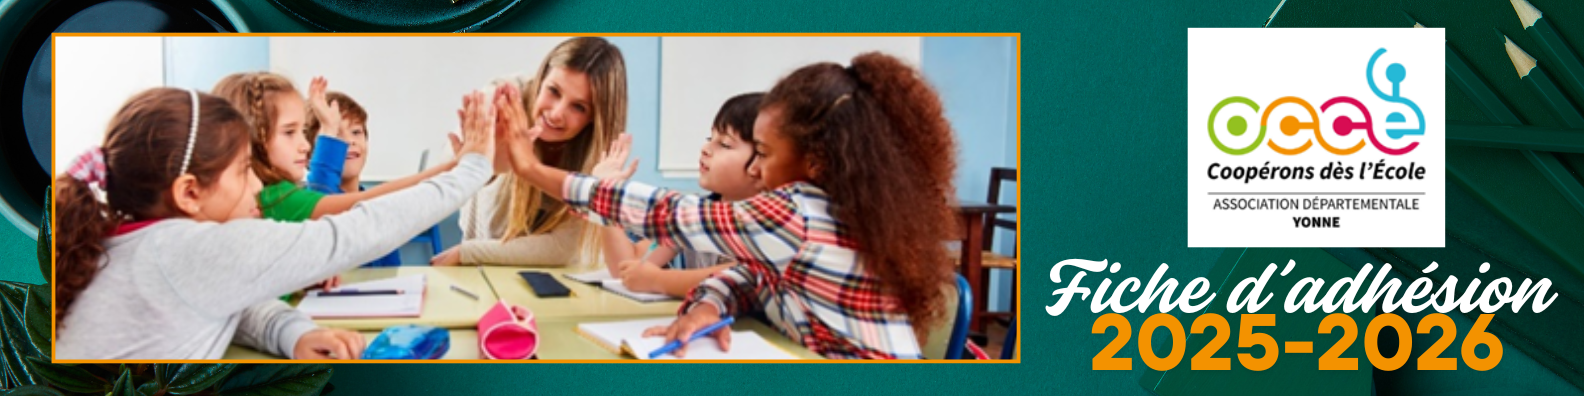 occe
Coopérons dès l'École
ASSOCIATION DÉPARTEMENTALE
YONNE
Fiche d'adhésion
2025-2026